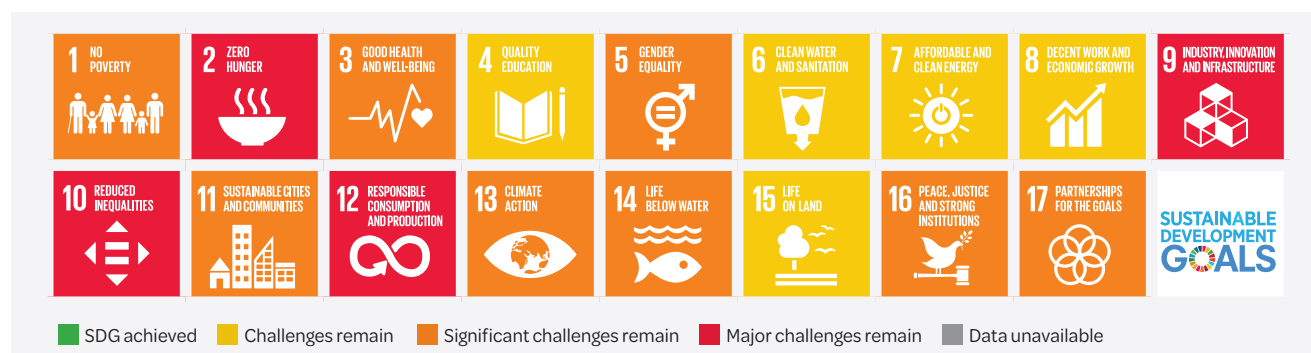 1 NO
POVERTY
2 ZERO
HUNGER
3 GOOD HEALTH
AND WELL-BEING
4 QUALITY
EDUCATION
5 GENDER
EQUALITY
6 CLEAN WATER
AND SANITATION
7 AFFORDABLE AND
CLEAN ENERGY
8 DECENT WORK AND
ECONOMIC GROWTH
9 INDUSTRY, INNOVATION
AND INFRASTRUCTURE
10 REDUCED
INEQUALITIES
11 SUSTAINABLE CITIES
AND COMMUNITIES
12 RESPONSIBLE
CONSUMPTION
AND PRODUCTION
13 CLIMATE
ACTION
14 LIFE
BELOW WATER
15 LIFE
ON LAND
16 PEACE, JUSTICE
AND STRONG
INSTITUTIONS
17 PARTNERSHIPS
FOR THE GOALS
SUSTAINABLE
DEVELOPMENT
GOALS
SDG achieved Challenges remain Significant challenges remain Major challenges remain Data unavailable